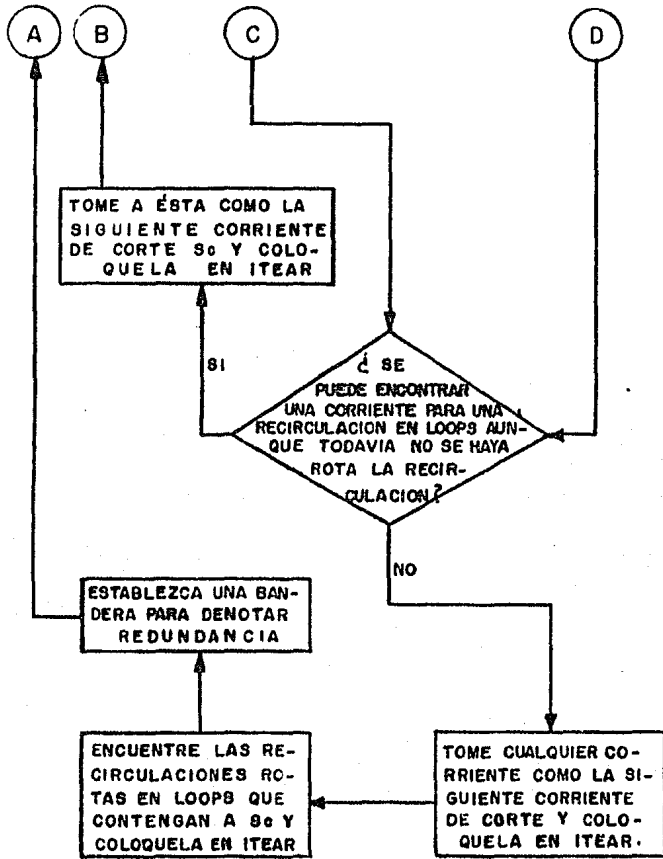 A
B
C
D
TOME A ÉSTA COMO LA
SIGUIENTE CORRIENTE
DE CORTE Sc Y COLO-
QUELA EN ITEAR
SI
¿ SE
PUEDE ENCONTRAR
UNA CORRIENTE PARA UNA
RECIRCULACION EN LOOPS AUN-
QUE TODAVIA NO SE HAYA
ROTA LA RECIR-
CULACION?
NO
ESTABLEZCA UNA BAN-
DERA PARA DENOTAR
REDUNDANCIA
ENCUENTRE LAS RE-
CIRCULACIONES RO-
TAS EN LOOPS QUE
CONTENGAN A Sc Y
COLOQUELA EN ITEAR
TOME CUALQUIER CO-
RRIENTE COMO LA SI-
GUIENTE CORRIENTE
DE CORTE Y COLO-
QUELA EN ITEAR.